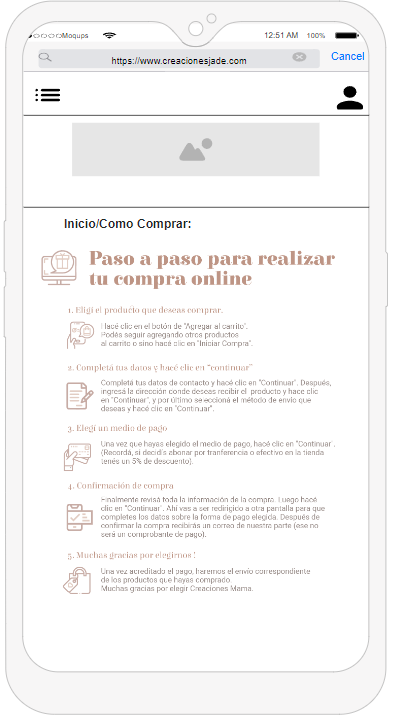 Moqups
12:51 AM
100%
https://www.creacionesjade.com
Cancel
Inicio/Como Comprar:
Paso a paso para realizar
tu compra online
1. Eligi el producto que deseas comprar.
Hacé clic en el botón de "Agregar al carrito".
Podés seguir agregando otros productos
al carrito o sino hacé clic en "Iniciar Compra".
2. Completá tus datos y hacé clic en "continuar"
Completá tus datos de contacto y hacé clic en "Continuar". Después,
ingresá la dirección donde deseas recibir el producto y hacé clic
en "Continuar", y por último se eccioná el método de envío que
deseas y hacé clic en "Continuar".
3. Elegi un medio de pago
Una vez que hayas elegido el medio de pago, hacé clic en "Continuar".
(Recordá, si decidís abonar por tranferencia o efectivo en la tienda
tenés un 5% de descuento).
4. Confirmación de compra
Finalmente revisá toda la información de la compra. Luego hacé
clic en "Continuar". Ahí vas a ser redirigido a otra pantalla para que
completes los datos sobre la forma de pago elegida. Después de
confirmar la compra recibirás un correo de nuestra parte (ese no
será un comprobante de pago).
5. Muchas gracias por elegirnos!
Una vez acreditado el pago, haremos el envío correspondiente
de los productos que hayas comprado.
Muchas gracias por elegir Creaciones Mama.